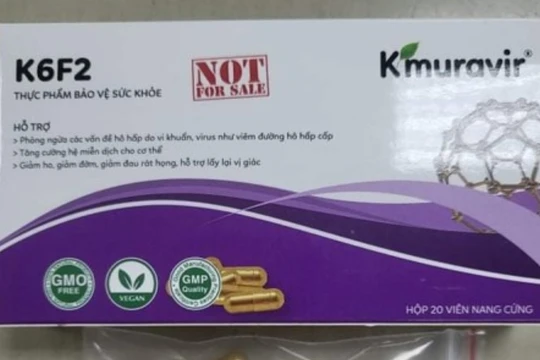 K6F2
THỰC PHẨM BẢO VỆ SỨC KHỎE
NOT
FOR SALE
K'muravir®
HỖ TRỢ
> Phòng ngừa các vấn đề hô hấp do vi khuẩn, virus như viêm đường hô hấp cấp
> Tăng cường hệ miễn dịch cho cơ thể
> Giảm ho, giảm đờm, giảm đau rát họng, hỗ trợ lấy lại vị giác
GMO
FREE
VEGAN
GMP
Quality
HỘP 20 VIÊN NANG CỨNG